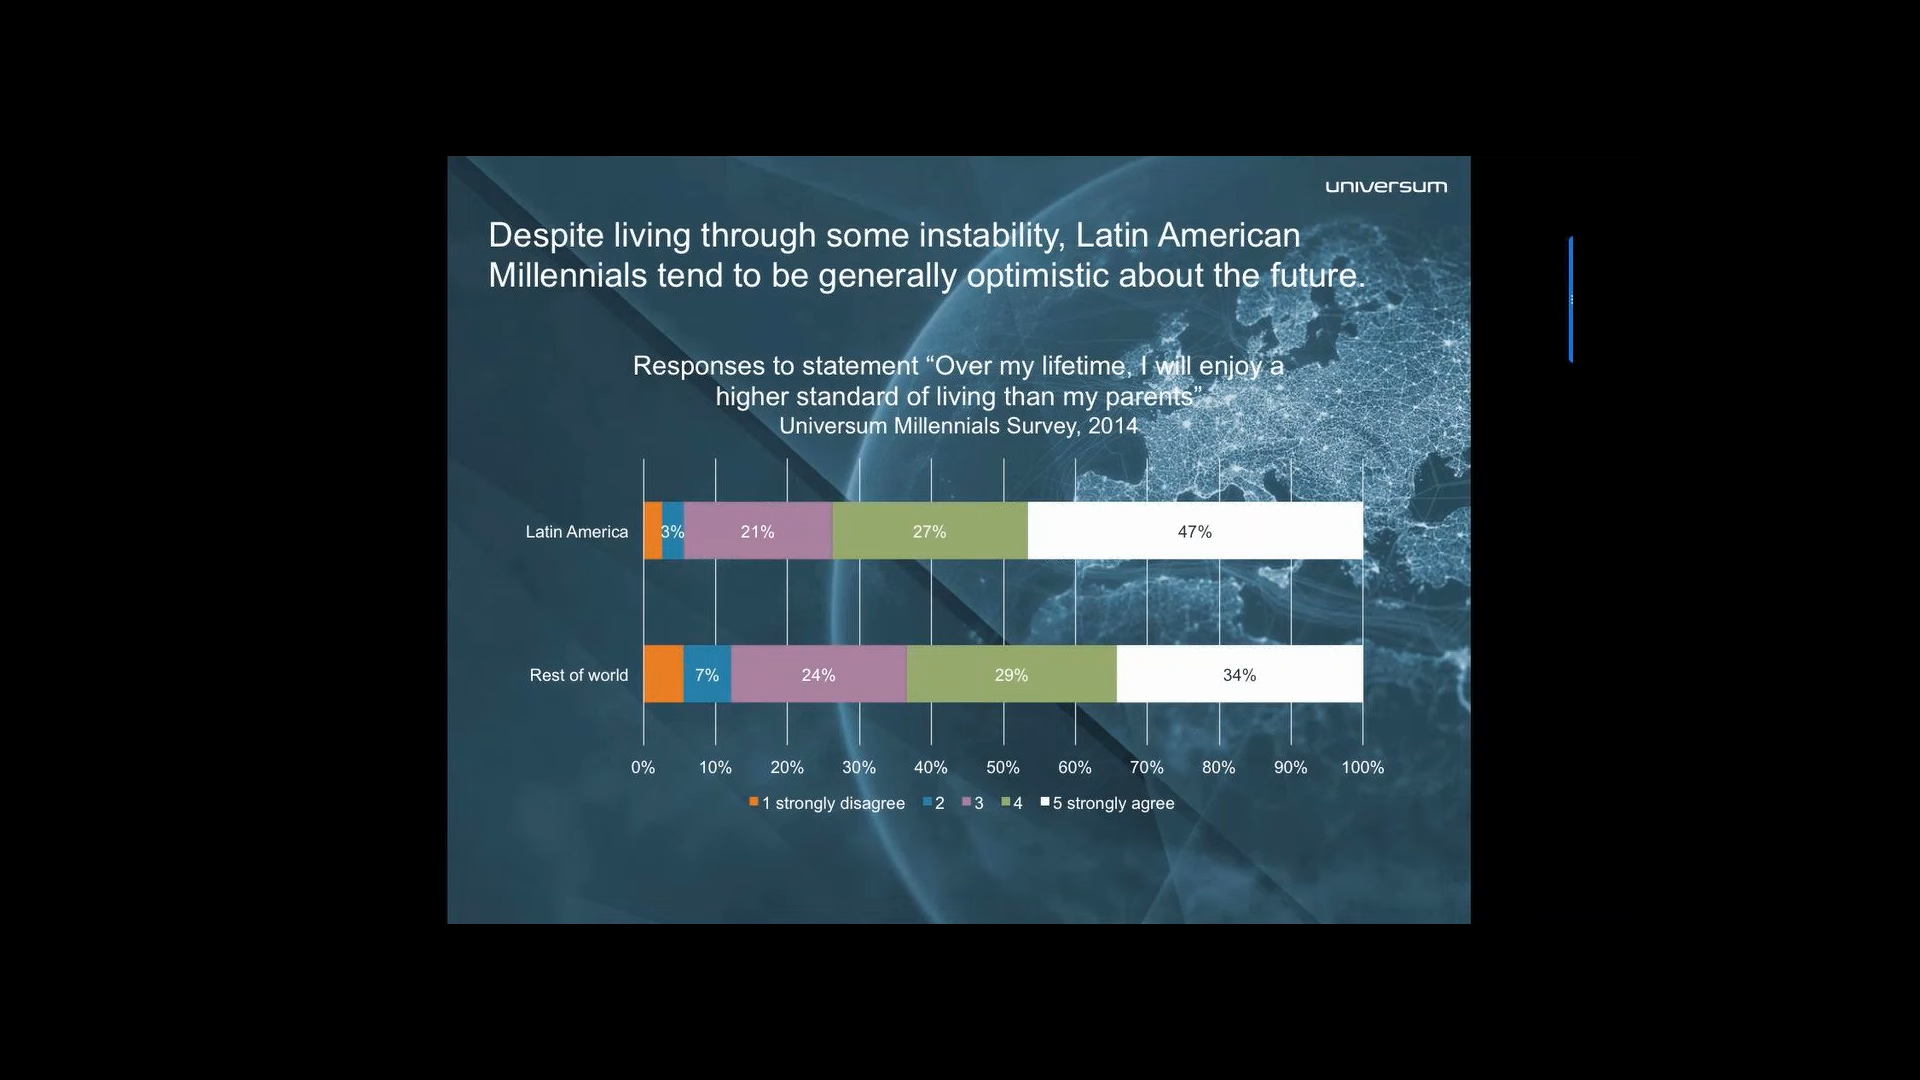 universum
Despite living through some instability, Latin American
Millennials tend to be generally optimistic about the future.
Responses to statement “Over my lifetime, I will enjoy a
higher standard of living than my parents”
Universum Millennials Survey, 2014
Latin America 3% 21% 27% 47%
Rest of world 7% 24% 29% 34%
0% 10% 20% 30% 40% 50% 60% 70% 80% 90% 100%
1 strongly disagree 2 3 4 5 strongly agree